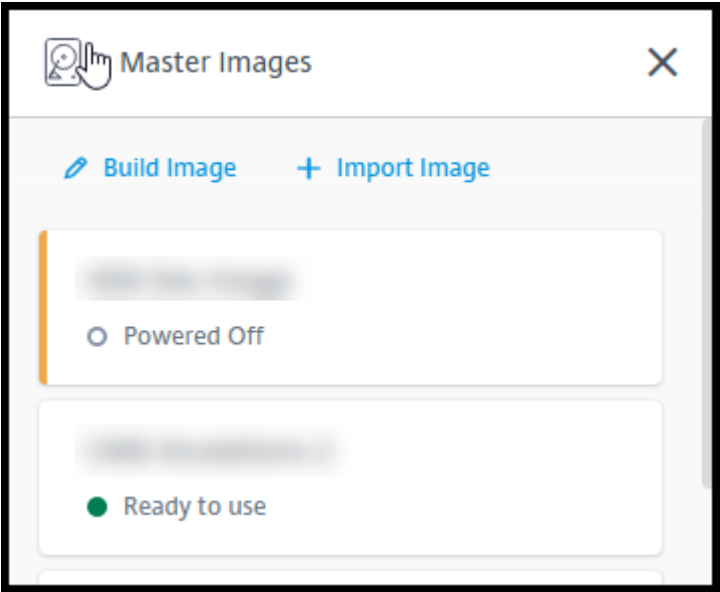 Master Images
Build Image
Import Image
Powered Off
Ready to use